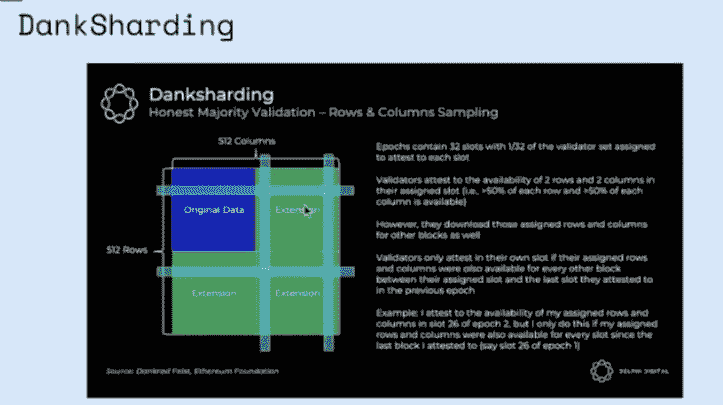 DankSharding
Danksharding
Honest Majority Validation – Rows & Columns Sampling
512 Columns
512 Rows
Original Data
Extension
Extension
Extension
Epochs contain 32 slots with 1/32 of the validator set assigned
to attest to each slot
Validators attest to the availability of 2 rows and 2 columns in
their assigned slot (i.e., >50% of each row and >50% of each
column is available)
However, they download those assigned rows and columns
for other blocks as well
Validators only attest in their own slot if their assigned rows
and columns were also available for every other block
between their assigned slot and the last slot they attested to
in the previous epoch
Example: I attest to the availability of my assigned rows and
columns in slot 26 of epoch 2, but I only do this if my assigned
rows and columns were also available for every slot since the
last block I attested to (say slot 26 of epoch 1)
Source: Dankrad Feist, Ethereum Foundation
DELPHI DIGITAL